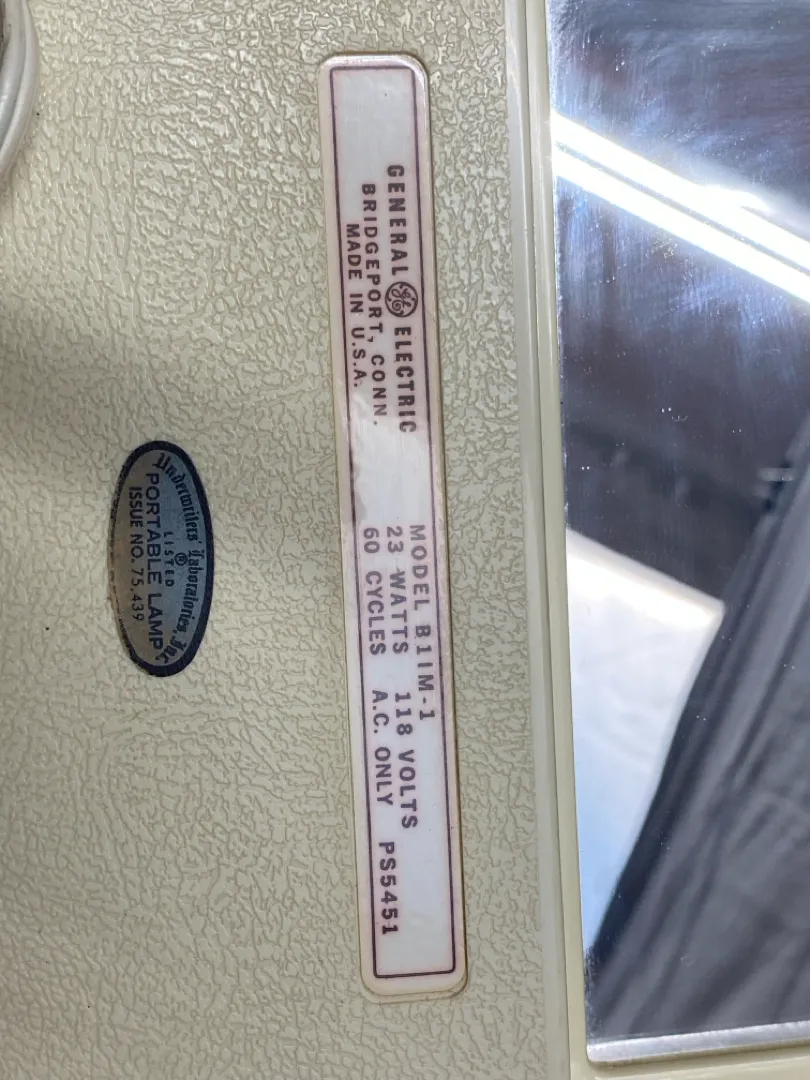 GENERAL GE ELECTRIC
BRIDGEPORT, CONN.
MADE IN U.S.A.
MODEL B11M-1
23 WATTS 118 VOLTS
60 CYCLES A.C. ONLY PS5451
Underwriters' Laboratories, Inc.
®
LISTED
PORTABLE LAMP
ISSUE NO. 75,439